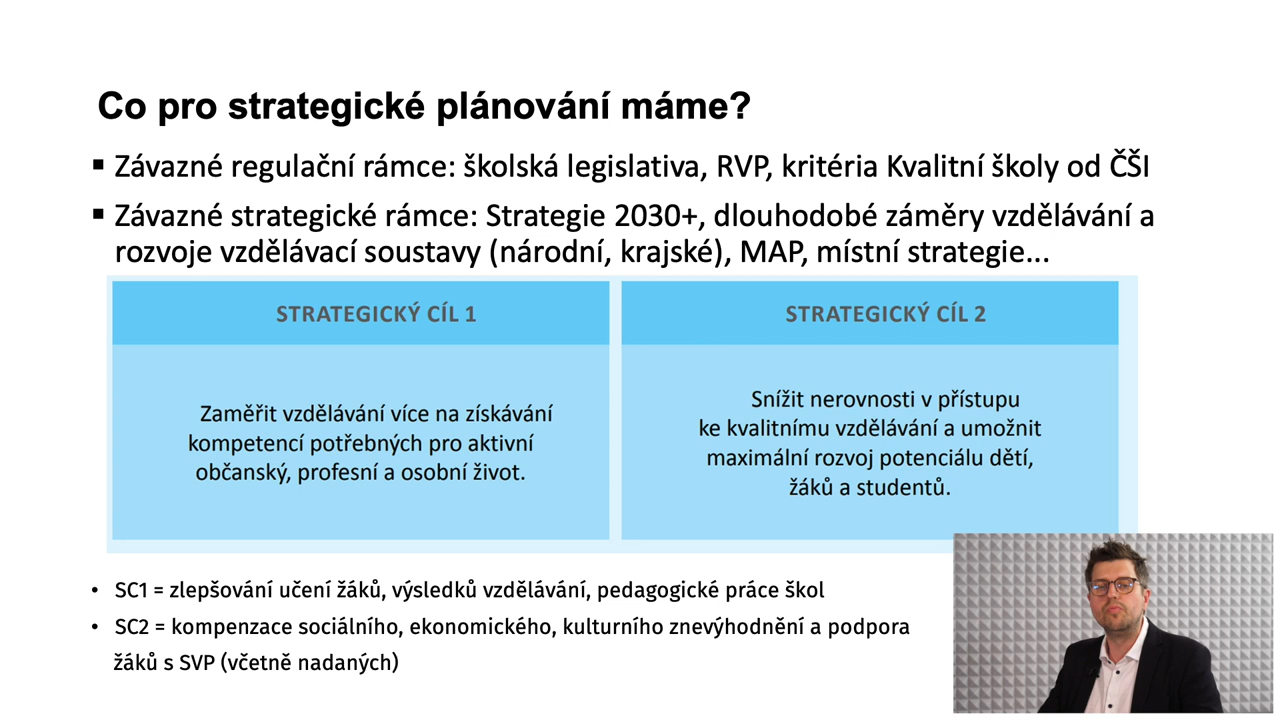 Co pro strategické plánování máme?
▪ Závazné regulační rámce: školská legislativa, RVP, kritéria Kvalitní školy od ČŠI
▪ Závazné strategické rámce: Strategie 2030+, dlouhodobé záměry vzdělávání a
rozvoje vzdělávací soustavy (národní, krajské), MAP, místní strategie...
STRATEGICKÝ CÍL 1
Zaměřit vzdělávání více na získávání
kompetencí potřebných pro aktivní
občanský, profesní a osobní život.
STRATEGICKÝ CÍL 2
Snížit nerovnosti v přístupu
ke kvalitnímu vzdělávání a umožnit
maximální rozvoj potenciálu dětí,
žáků a studentů.
• SC1 = zlepšování učení žáků, výsledků vzdělávání, pedagogické práce škol
• SC2 = kompenzace sociálního, ekonomického, kulturního znevýhodnění a podpora
žáků s SVP (včetně nadaných)